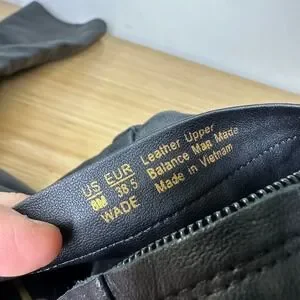 US EUR
8M 38.5
WADE
Leather Upper
Balance Man Made
Made in Vietnam